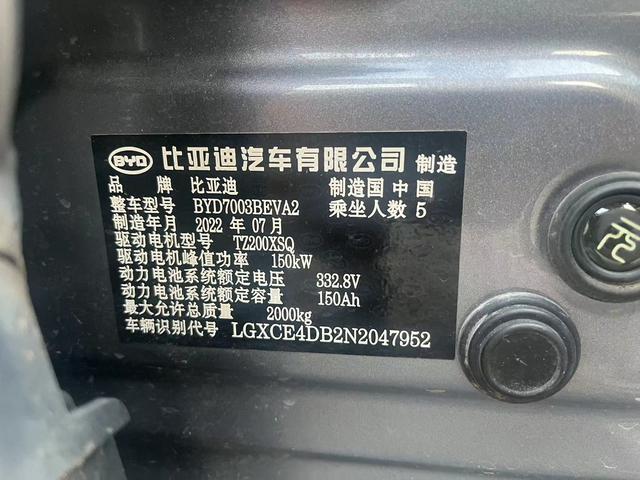 BYD 比亚迪汽车有限公司 制造
品牌 比亚迪 制造国 中国
整车型号 BYD7003BEVA2 乘坐人数 5
制造年月 2022 年 07 月
驱动电机型号 TZ200XSQ
驱动电机峰值功率 150kW
动力电池系统额定电压 332.8V
动力电池系统额定容量 150Ah
最大允许总质量 2000kg
车辆识别代号 LGXCE4DB2N2047952